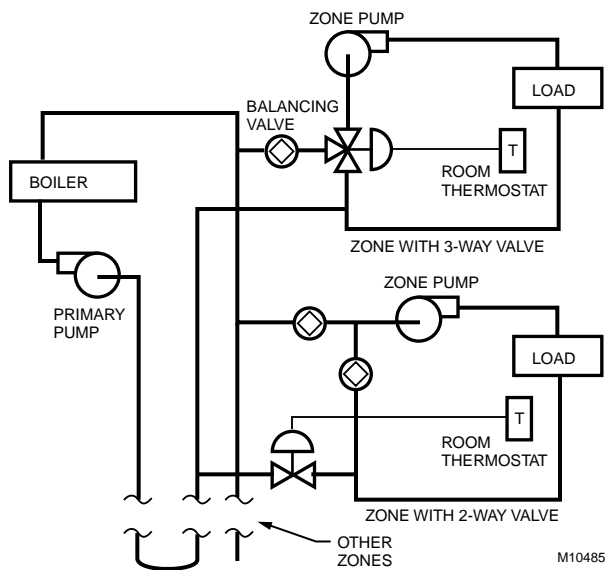 ZONE PUMP
LOAD
BALANCING
VALVE
T
ROOM
THERMOSTAT
BOILER
ZONE WITH 3-WAY VALVE
PRIMARY
PUMP
ZONE PUMP
LOAD
T
ROOM
THERMOSTAT
ZONE WITH 2-WAY VALVE
OTHER
ZONES
M10485